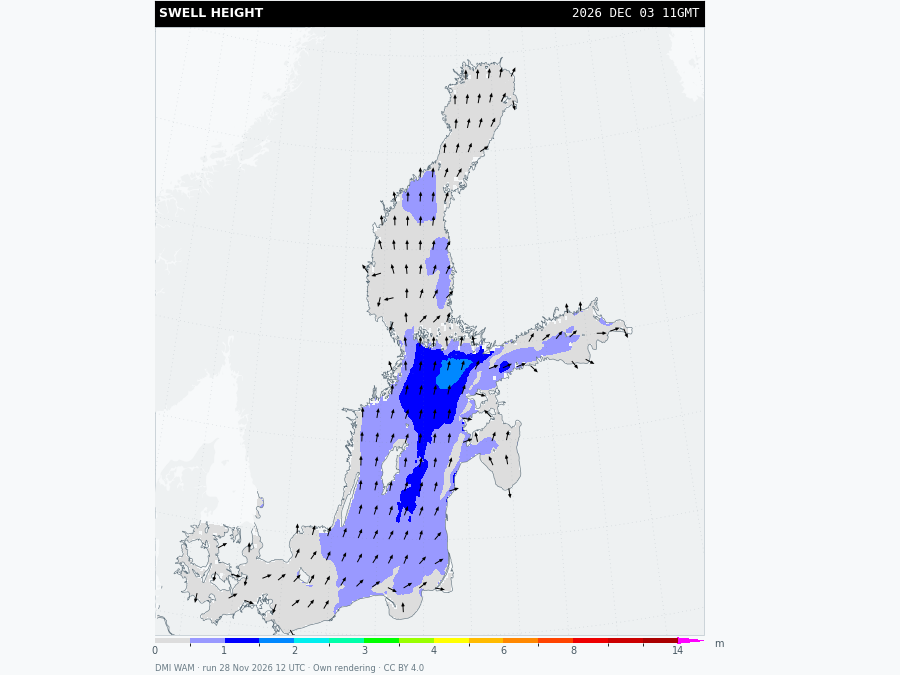 SWELL HEIGHT 2026 DEC 03 11GMT
0 1 2 3 4 6 8 14 m
DMI WAM · run 28 Nov 2026 12 UTC · Own rendering · CC BY 4.0